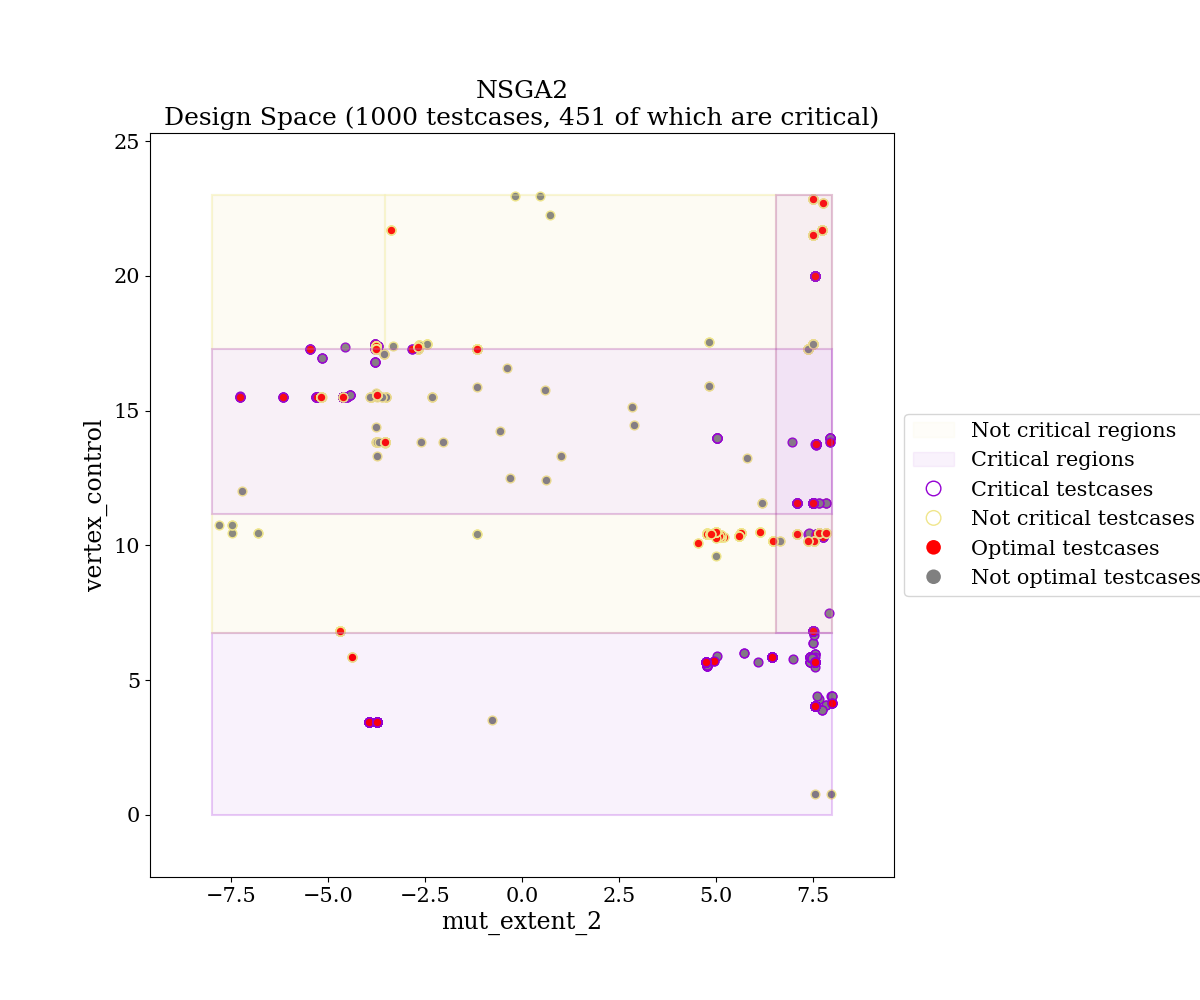 NSGA2
Design Space (1000 testcases, 451 of which are critical)
25
20
15
10
5
0
vertex_control
−7.5
−5.0
−2.5
0.0
2.5
5.0
7.5
mut_extent_2
Not critical regions
Critical regions
Critical testcases
Not critical testcases
Optimal testcases
Not optimal testcases